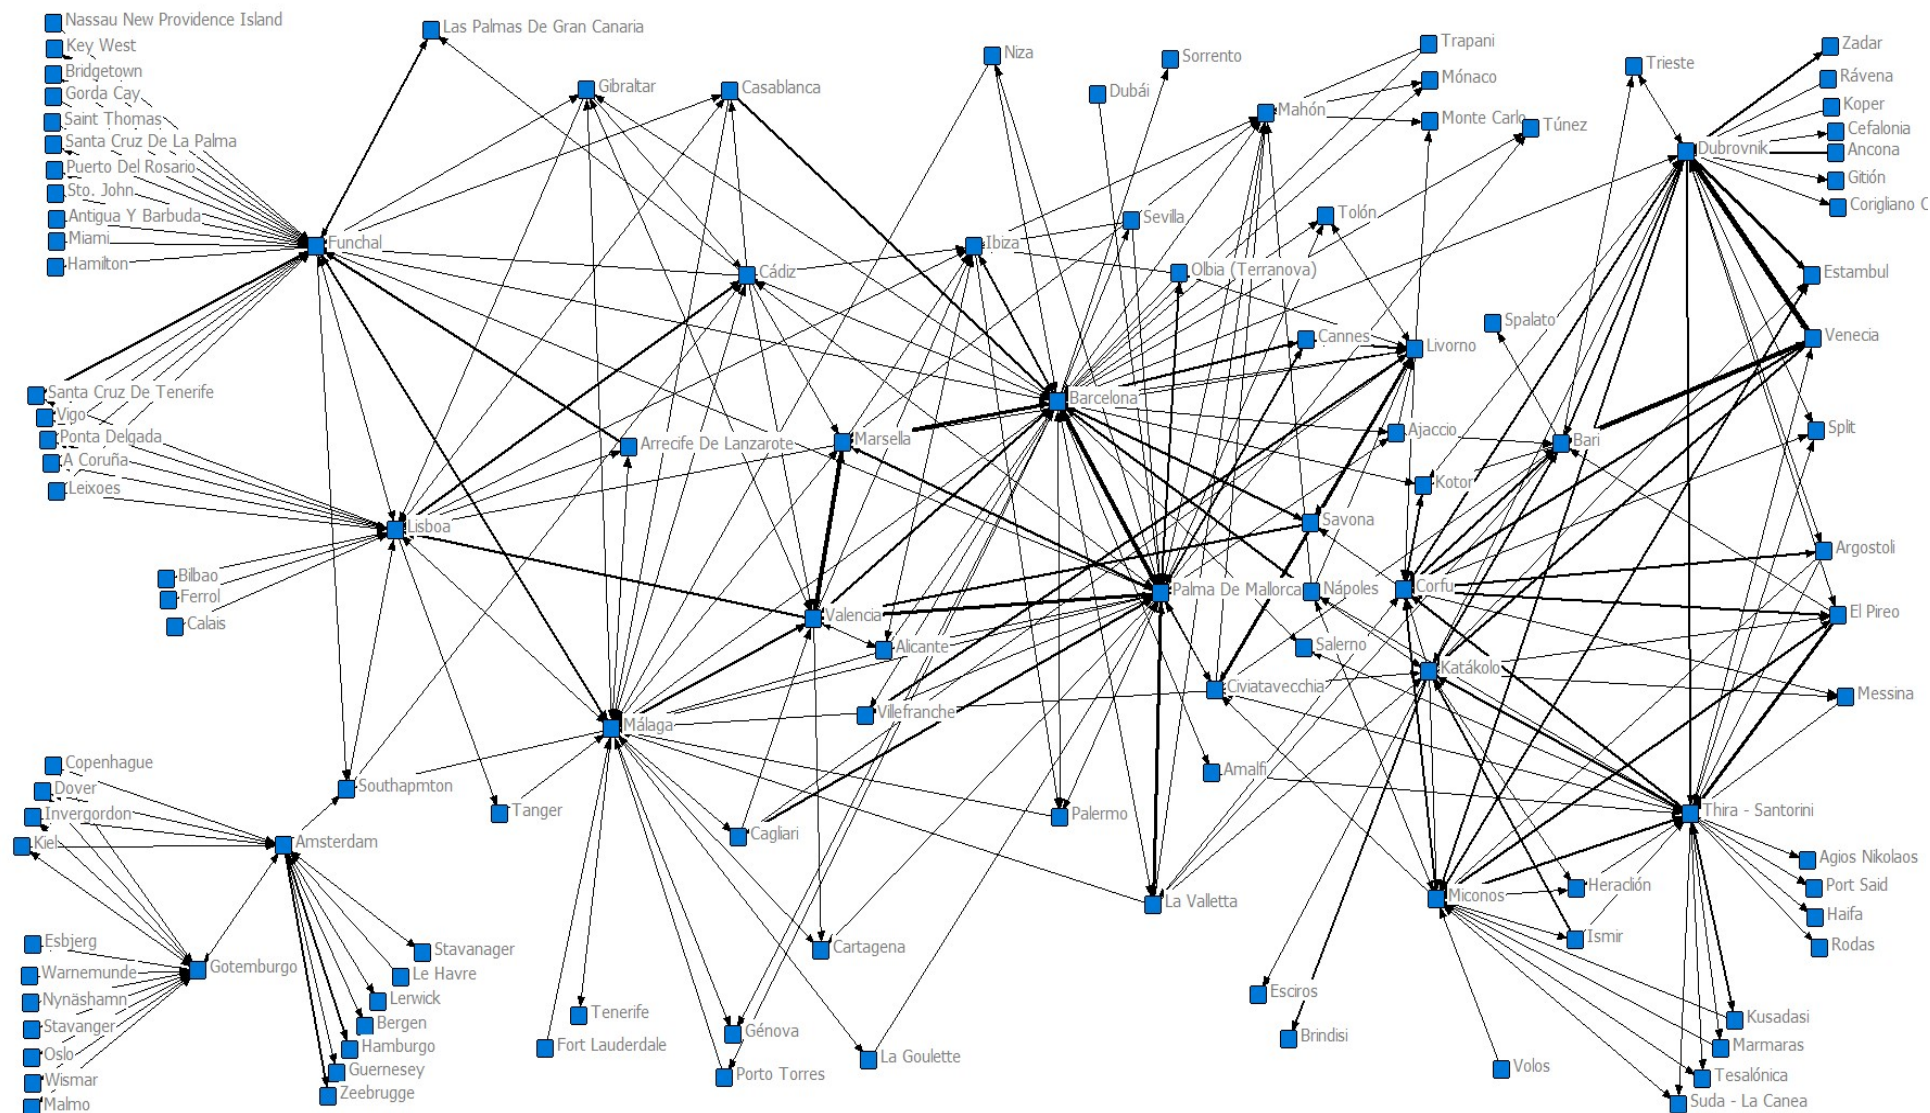 Nassau New Providence Island
Key West
Bridgetown
Gorda Cay
Saint Thomas
Santa Cruz De La Palma
Puerto Del Rosario
Sto. John
Antigua Y Barbuda
Miami
Hamilton
Las Palmas De Gran Canaria
Gibraltar
Casablanca
Niza
Sorrento
Dubái
Trapani
Mónaco
Mahón
Monte Carlo
Túnez
Trieste
Zadar
Rávena
Koper
Cefalonia
Dubrovnik
Ancona
Gitión
Corigliano C
Funchal
Cádiz
Ibiza
Sevilla
Tolón
Olbia (Terranova)
Estambul
Spalato
Venecia
Cannes
Livorno
Santa Cruz De Tenerife
Vigo
Ponta Delgada
A Coruña
Leixoes
Barcelona
Arrecife De Lanzarote
Marsella
Ajaccio
Bari
Split
Kotor
Lisboa
Savona
Argostoli
Bilbao
Ferrol
Calais
Valencia
Palma De Mallorca
Nápoles
Corfu
El Pireo
Alicante
Salerno
Katákolo
Civiatavecchia
Messina
Villefranche
Málaga
Copenhague
Dover
Invergordon
Kiel
Southapmton
Amalfi
Tanger
Palermo
Thira - Santorini
Amsterdam
Cagliari
Agios Nikolaos
Port Said
Haifa
Rodas
Heraclión
La Valletta
Miconos
Ismir
Esbjerg
Warnemunde
Nynäshamn
Stavanger
Oslo
Wismar
Malmo
Gotemburgo
Stavanager
Le Havre
Lerwick
Bergen
Hamburgo
Guernesey
Zeebrugge
Cartagena
Esciros
Tenerife
Génova
Fort Lauderdale
La Goulette
Porto Torres
Brindisi
Volos
Kusadasi
Marmaras
Tesalónica
Suda - La Canea